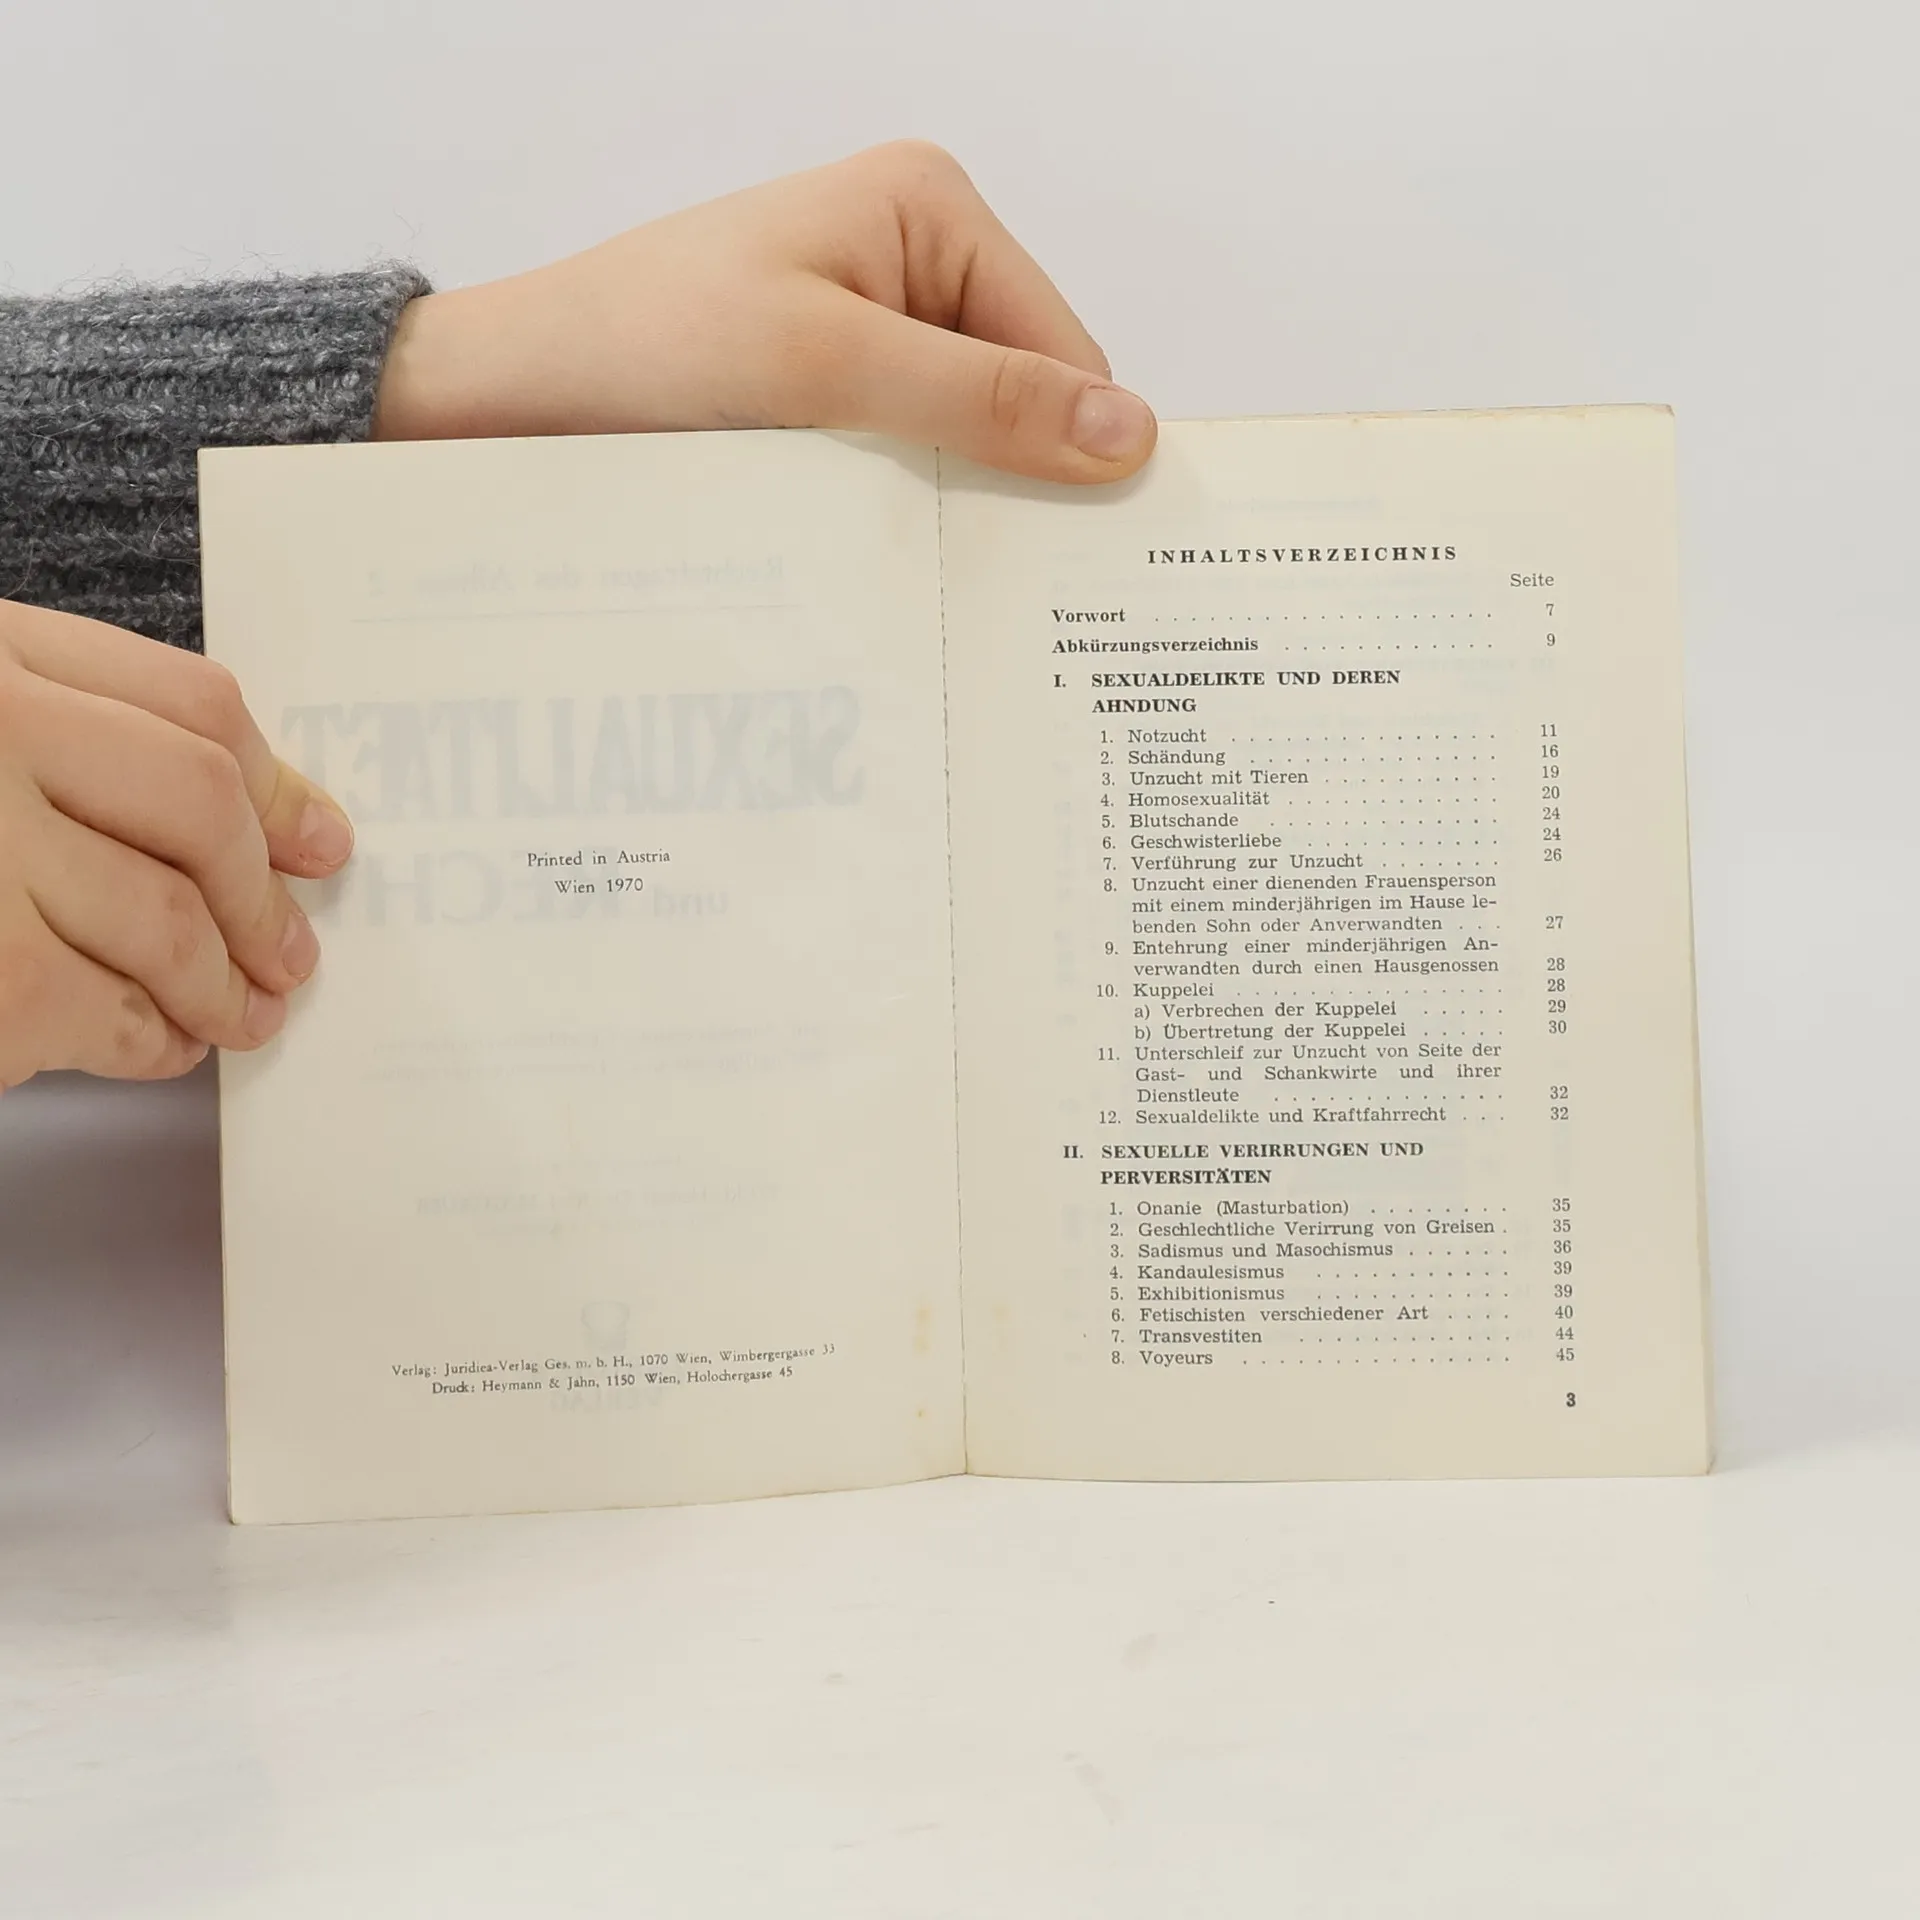 Printed in Austria
Wien 1970
Verlag: Juridica-Verlag Ges. m. b. H., 1070 Wien, Wimbergergasse 33
Druck: Heymann & Jahn, 1150 Wien, Holochergasse 45
INHALTSVERZEICHNIS
Seite
Vorwort . . . . . . . . . . . . . . . . . . . 7
Abkürzungsverzeichnis . . . . . . . . . . . . 9
I. SEXUALDELIKTE UND DEREN
AHNDUNG
1. Notzucht . . . . . . . . . . . . . . . 11
2. Schändung . . . . . . . . . . . . . . 16
3. Unzucht mit Tieren . . . . . . . . . . 19
4. Homosexualität . . . . . . . . . . . . 20
5. Blutschande . . . . . . . . . . . . . 24
6. Geschwisterliebe . . . . . . . . . . . 24
7. Verführung zur Unzucht . . . . . . . 26
8. Unzucht einer dienenden Frauensperson
mit einem minderjährigen im Hause le-
benden Sohn oder Anverwandten . . . 27
9. Entehrung einer minderjährigen An-
verwandten durch einen Hausgenossen 28
10. Kuppelei . . . . . . . . . . . . . . . 28
a) Verbrechen der Kuppelei . . . . . 29
b) Übertretung der Kuppelei . . . . . 30
11. Unterschleif zur Unzucht von Seite der
Gast- und Schankwirte und ihrer
Dienstleute . . . . . . . . . . . . . 32
12. Sexualdelikte und Kraftfahrrecht . . . 32
II. SEXUELLE VERIRRUNGEN UND
PERVERSITÄTEN
1. Onanie (Masturbation) . . . . . . . . 35
2. Geschlechtliche Verirrung von Greisen . 35
3. Sadismus und Masochismus . . . . . . 36
4. Kandaulesismus . . . . . . . . . . . 39
5. Exhibitionismus . . . . . . . . . . . 39
6. Fetischisten verschiedener Art . . . . 40
7. Transvestiten . . . . . . . . . . . . 44
8. Voyeurs . . . . . . . . . . . . . . . 45
3